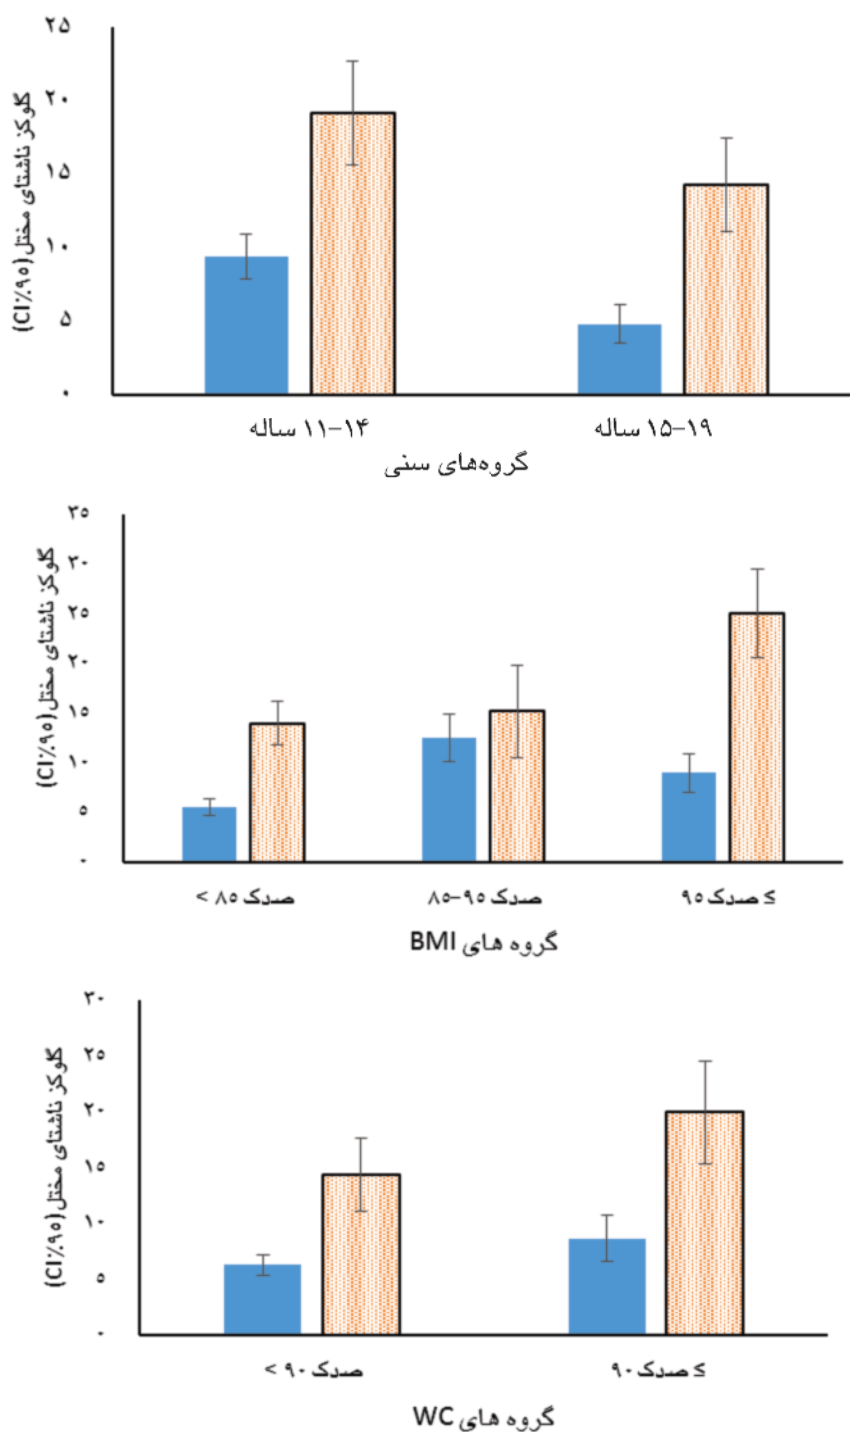 گلوکز ناشتای مختل (CI٪۹۵)
۲۵
۲۰
۱۵
۱۰
۵
۰
۱۱-۱۴ ساله
۱۵-۱۹ ساله
گروه‌های سنی
گلوکز ناشتای مختل (CI٪۹۵)
۳۵
۳۰
۲۵
۲۰
۱۵
۱۰
۵
۰
صدک ۸۵ >
صدک ۹۵-۸۵
≥ صدک ۹۵
گروه های BMI
گلوکز ناشتای مختل (CI٪۹۵)
۳۰
۲۵
۲۰
۱۵
۱۰
۵
۰
صدک ۹۰ >
≥ صدک ۹۰
گروه های WC